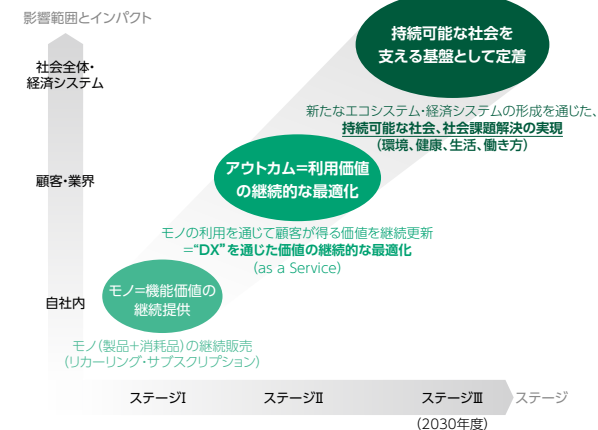 影響範囲とインパクト
社会全体・
経済システム
持続可能な社会を
支える基盤として定着
新たなエコシステム・経済システムの形成を通じた、
持続可能な社会、社会課題解決の実現
（環境、健康、生活、働き方）
顧客・業界
アウトカム＝利用価値
の継続的な最適化
モノの利用を通じて顧客が得る価値を継続更新
＝“DX”を通じた価値の継続的な最適化
(as a Service)
自社内
モノ＝機能価値の
継続提供
モノ（製品＋消耗品）の継続販売
（リカーリング・サブスクリプション）
ステージⅠ
ステージⅡ
ステージⅢ
ステージ
（2030年度）